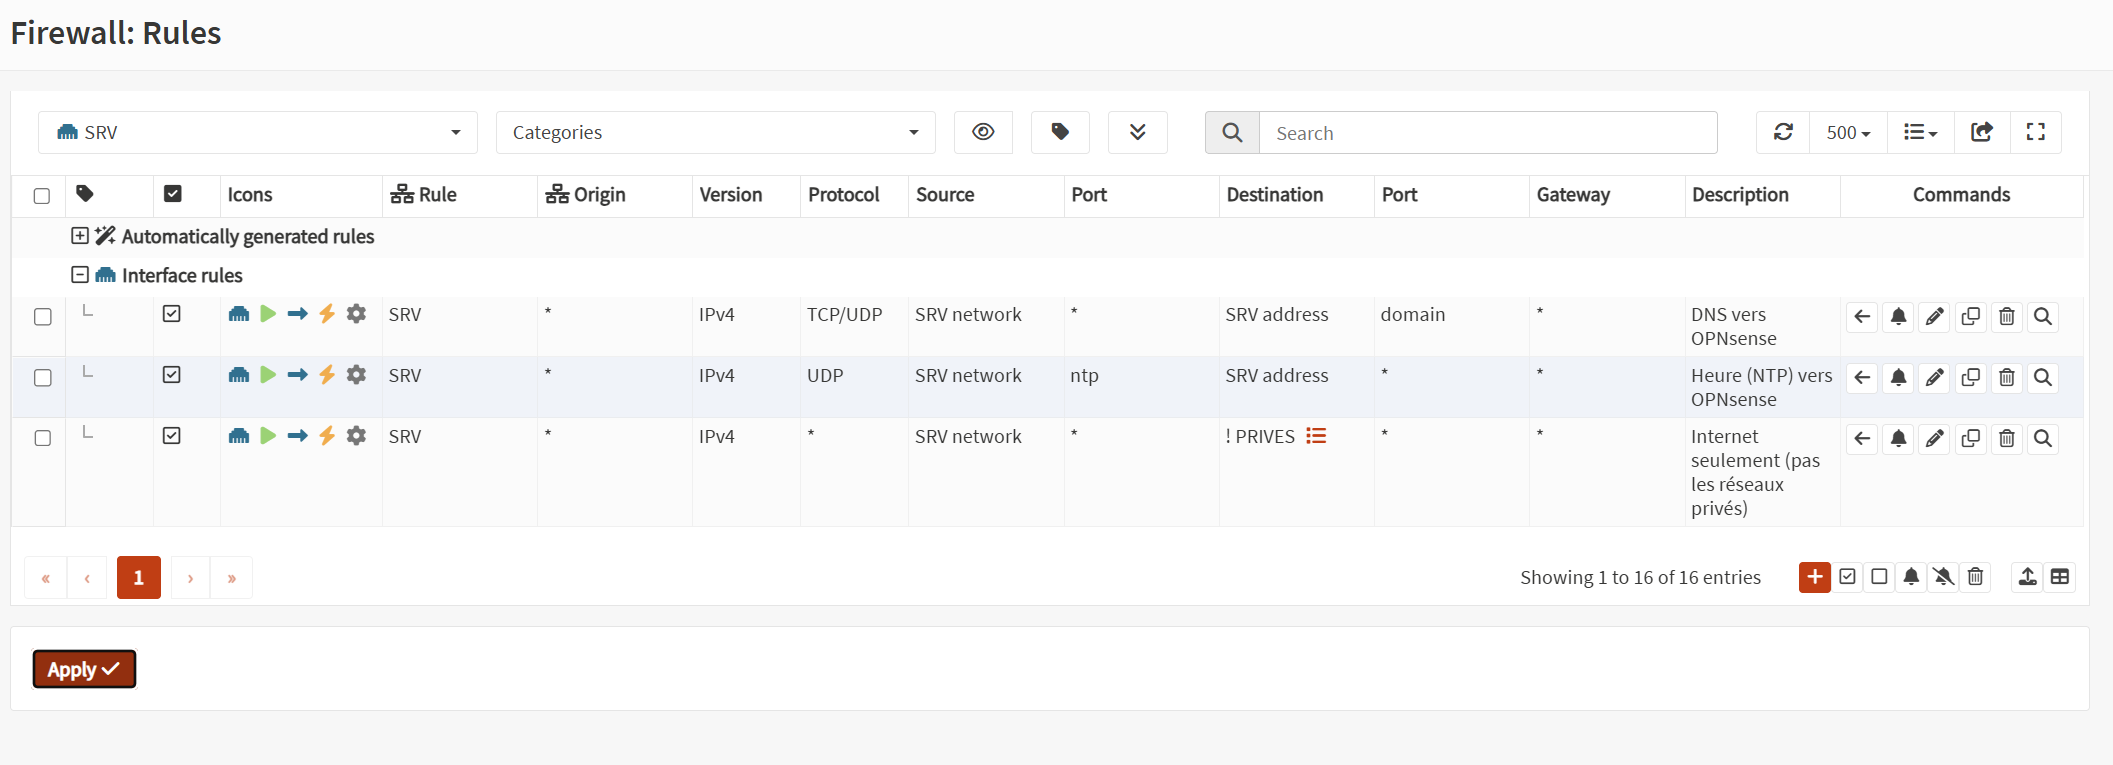 Firewall: Rules
SRV Categories Search 500
Icons Rule Origin Version Protocol Source Port Destination Port Gateway Description Commands
Automatically generated rules
Interface rules
SRV * IPv4 TCP/UDP SRV network * SRV address domain * DNS vers
OPNsense
SRV * IPv4 UDP SRV network ntp SRV address * * Heure (NTP) vers
OPNsense
SRV * IPv4 * SRV network * ! PRIVES * * Internet
seulement (pas
les réseaux
privés)
« ‹ 1 › » Showing 1 to 16 of 16 entries
Apply